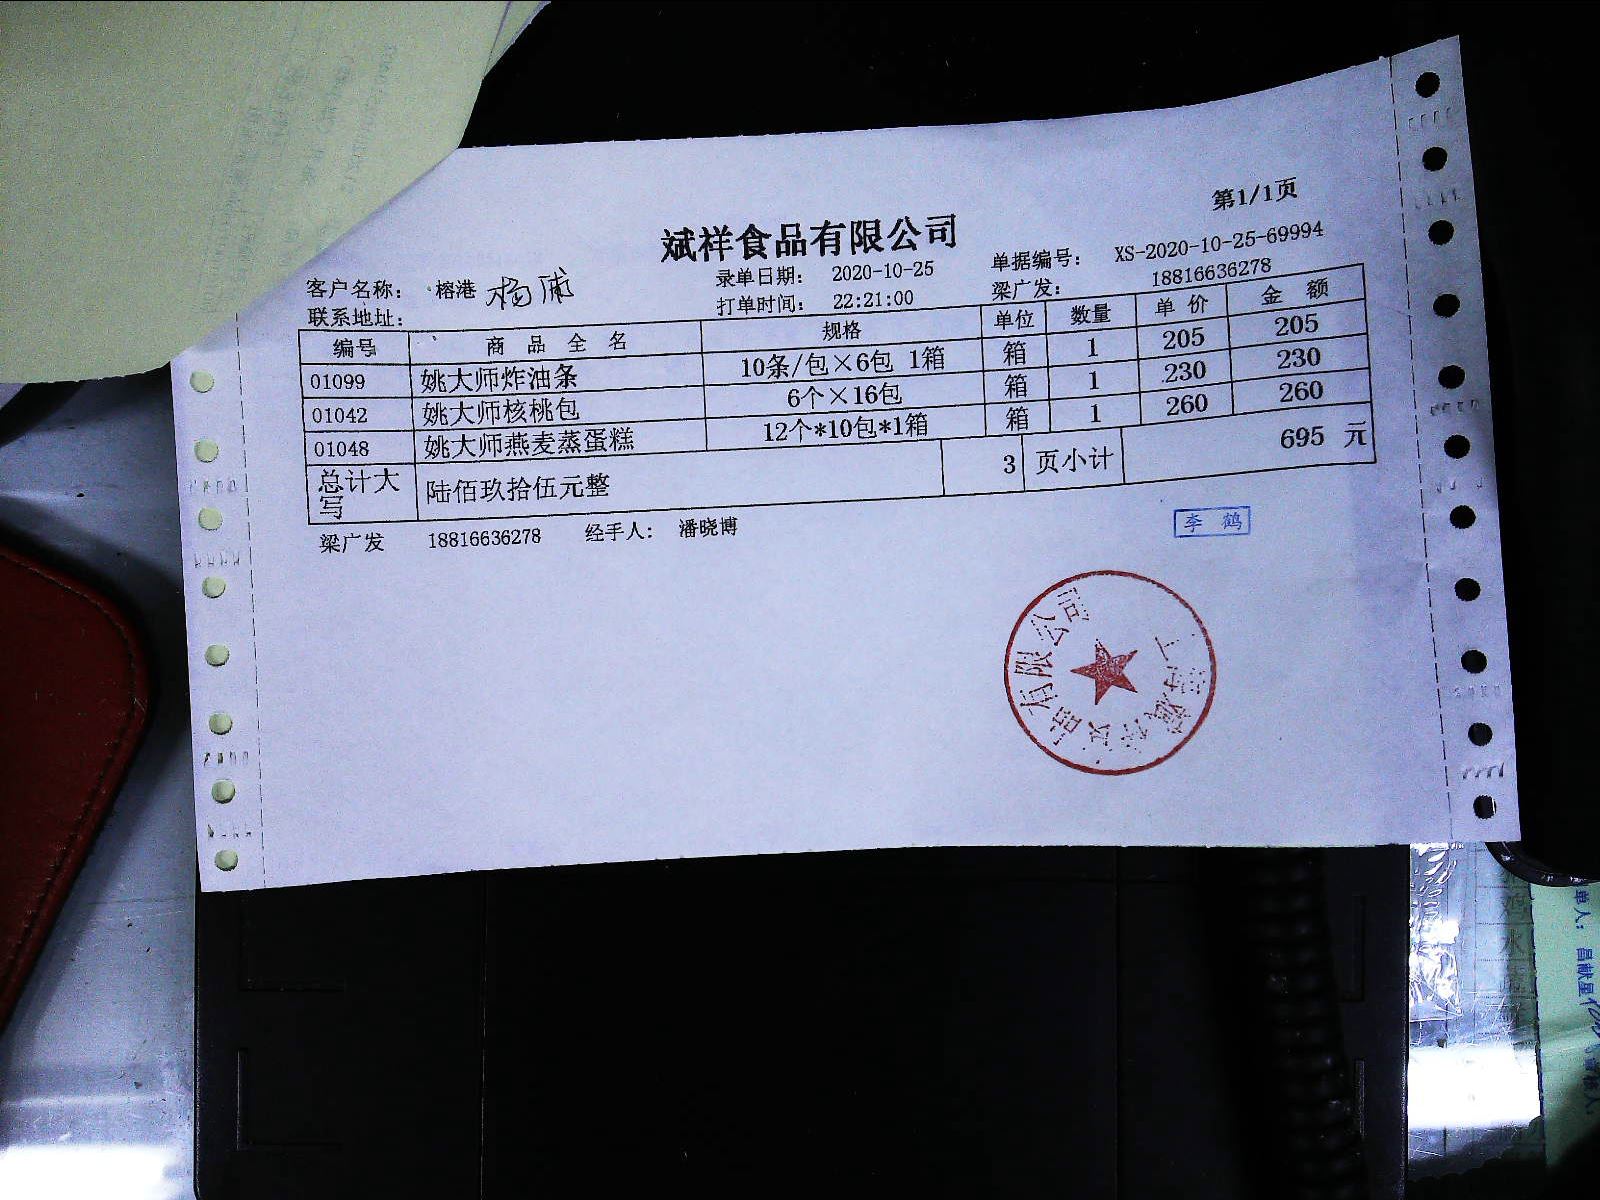 第1/1页
斌祥食品有限公司
客户名称： 榕港 录单日期： 2020-10-25 单据编号： XS-2020-10-25-69994
联系地址： 打单时间： 22:21:00 梁广发： 18816636278
编号 商品全名 规格 单位 数量 单价 金额
01099 姚大师炸油条 10条/包×6包 1箱 箱 1 205 205
01042 姚大师核桃包 6个×16包 箱 1 230 230
01048 姚大师燕麦蒸蛋糕 12个*10包*1箱 箱 1 260 260
总计大写 陆佰玖拾伍元整 3 页小计 695 元
梁广发 18816636278 经手人： 潘晓博
李 鹤
有限公司
单人：